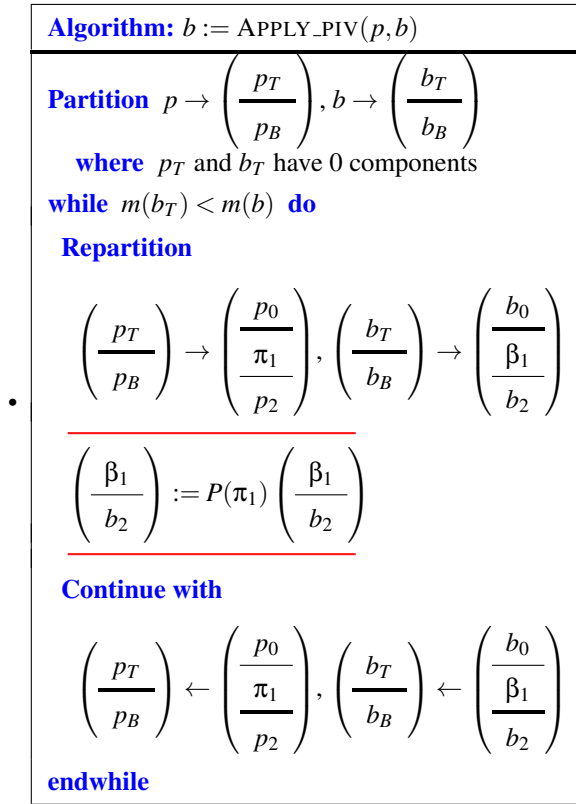 Algorithm: b := APPLY_PIV(p,b)
Partition p → ( p_T / p_B ), b → ( b_T / b_B )
where p_T and b_T have 0 components
while m(b_T) < m(b) do
Repartition
( p_T / p_B ) → ( p_0 / π_1 / p_2 ), ( b_T / b_B ) → ( b_0 / β_1 / b_2 )
•
( β_1 / b_2 ) := P(π_1) ( β_1 / b_2 )
Continue with
( p_T / p_B ) ← ( p_0 / π_1 / p_2 ), ( b_T / b_B ) ← ( b_0 / β_1 / b_2 )
endwhile